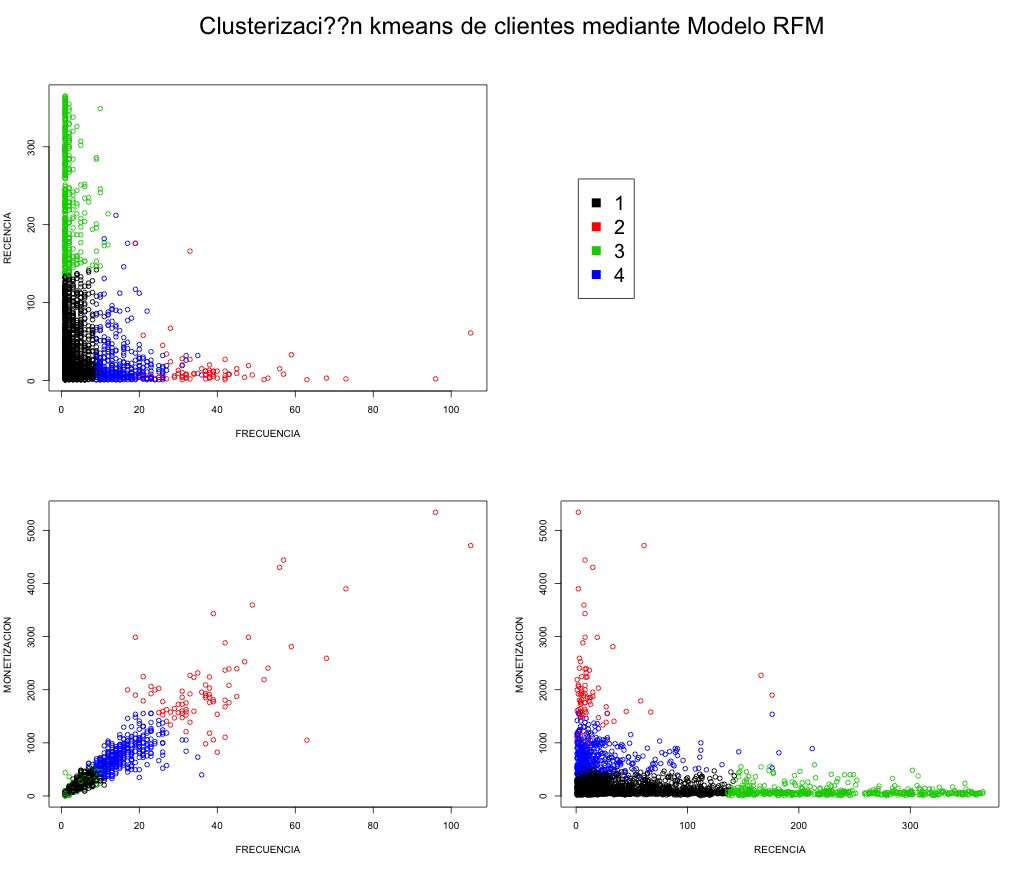 Clusterizaci??n kmeans de clientes mediante Modelo RFM
RECENCIA
0 100 200 300
0 20 40 60 80 100
FRECUENCIA
1
2
3
4
MONETIZACION
0 1000 2000 3000 4000 5000
0 20 40 60 80 100
FRECUENCIA
MONETIZACION
0 1000 2000 3000 4000 5000
0 100 200 300
RECENCIA